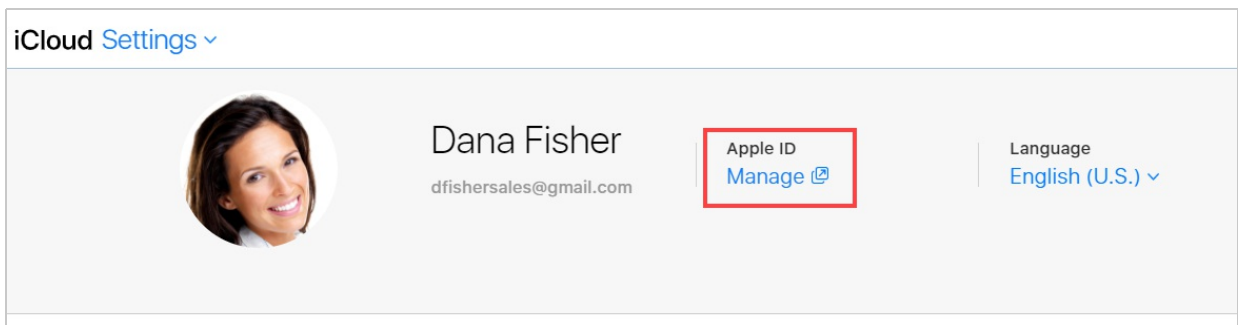 iCloud Settings
Dana Fisher
dfishersales@gmail.com
Apple ID
Manage
Language
English (U.S.)